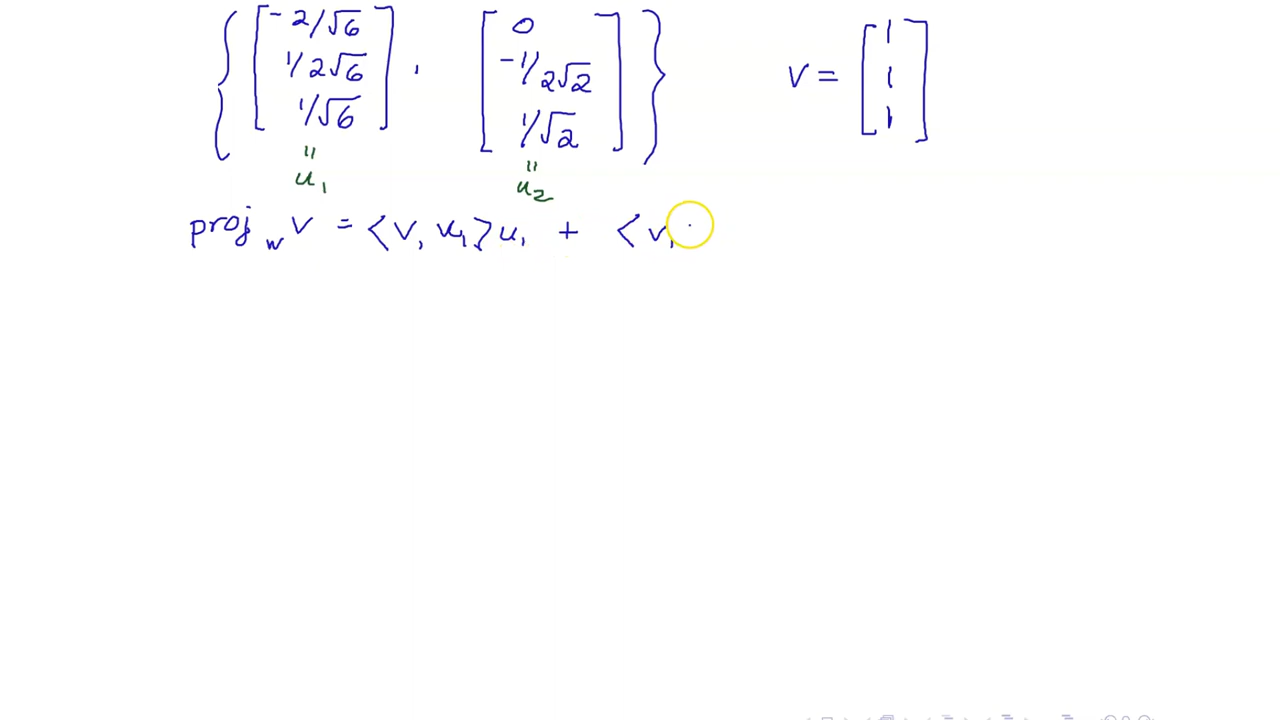 { [ -2/√6 ] , [ 0 ] } v = [ 1 ]
[ 1/2√6 ] [ -1/2√2 ] [ 1 ]
[ 1/√6 ] [ 1/√2 ] [ 1 ]
" "
u₁ u₂
proj_w v = <v, u₁>u₁ + <v,